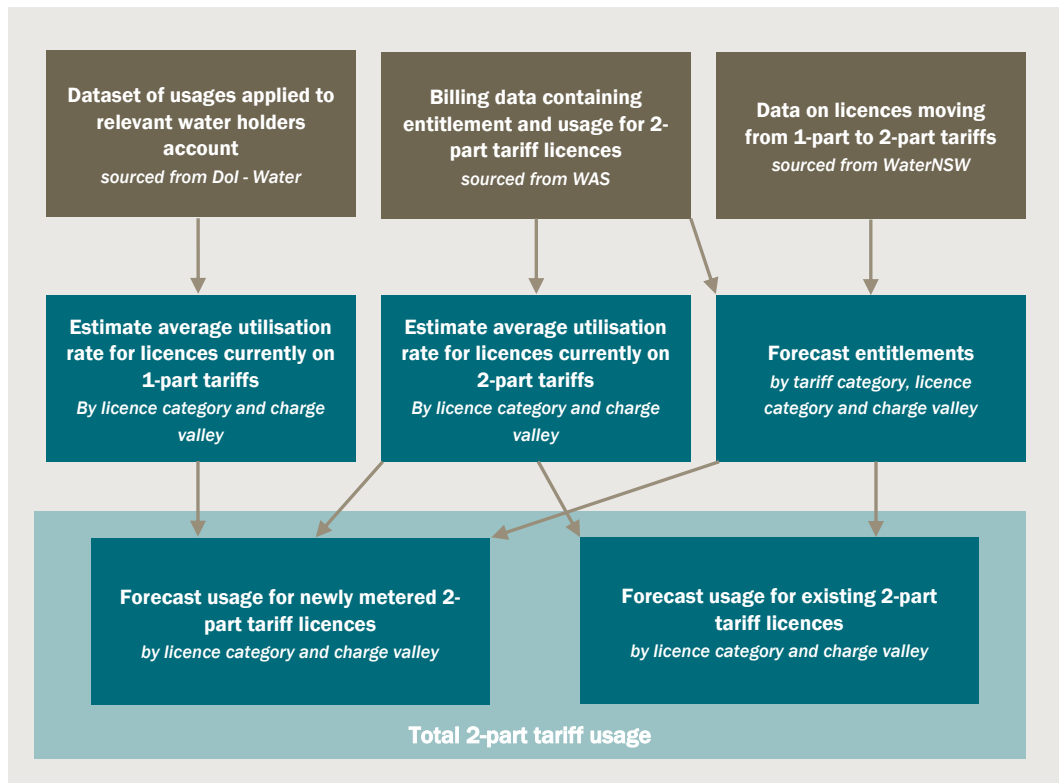 Dataset of usages applied to
relevant water holders
account
sourced from DoI - Water
Billing data containing
entitlement and usage for 2-
part tariff licences
sourced from WAS
Data on licences moving
from 1-part to 2-part tariffs
sourced from WaterNSW
Estimate average utilisation
rate for licences currently on
1-part tariffs
By licence category and charge
valley
Estimate average utilisation
rate for licences currently on
2-part tariffs
By licence category and charge
valley
Forecast entitlements
by tariff category, licence
category and charge valley
Forecast usage for newly metered 2-
part tariff licences
by licence category and charge valley
Forecast usage for existing 2-part
tariff licences
by licence category and charge valley
Total 2-part tariff usage